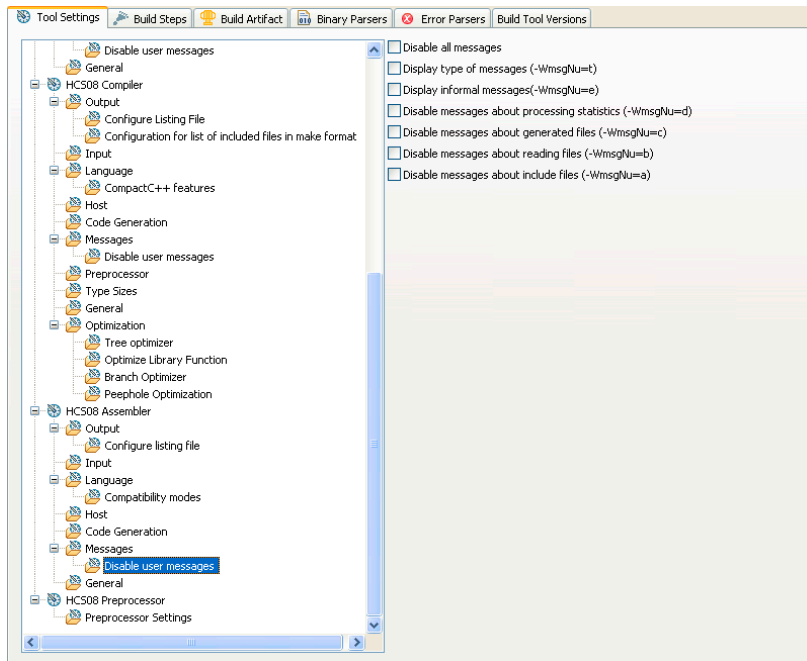 Tool Settings Build Steps Build Artifact Binary Parsers Error Parsers Build Tool Versions
Disable user messages
General
HCS08 Compiler
Output
Configure Listing File
Configuration for list of included files in make format
Input
Language
CompactC++ features
Host
Code Generation
Messages
Disable user messages
Preprocessor
Type Sizes
General
Optimization
Tree optimizer
Optimize Library Function
Branch Optimizer
Peephole Optimization
HCS08 Assembler
Output
Configure listing file
Input
Language
Compatibility modes
Host
Code Generation
Messages
Disable user messages
General
HCS08 Preprocessor
Preprocessor Settings
Disable all messages
Display type of messages (-WmsgNu=t)
Display informal messages(-WmsgNu=e)
Disable messages about processing statistics (-WmsgNu=d)
Disable messages about generated files (-WmsgNu=c)
Disable messages about reading files (-WmsgNu=b)
Disable messages about include files (-WmsgNu=a)